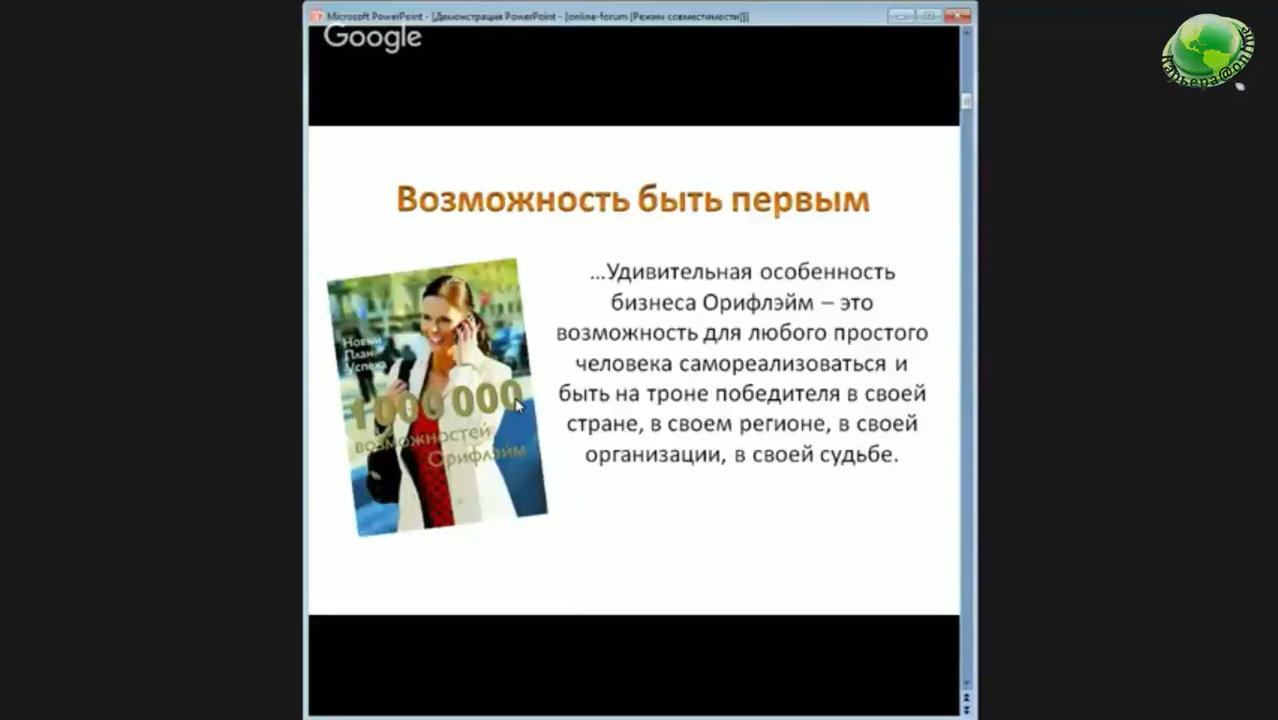 Microsoft PowerPoint - [Демонстрация PowerPoint - [online-forum [Режим совместимости]]]
Google
Карьера@online
Возможность быть первым
...Удивительная особенность
бизнеса Орифлэйм – это
возможность для любого простого
человека самореализоваться и
быть на троне победителя в своей
стране, в своем регионе, в своей
организации, в своей судьбе.
Новый
План
Успеха
1 000 000
возможностей
Орифлэйм